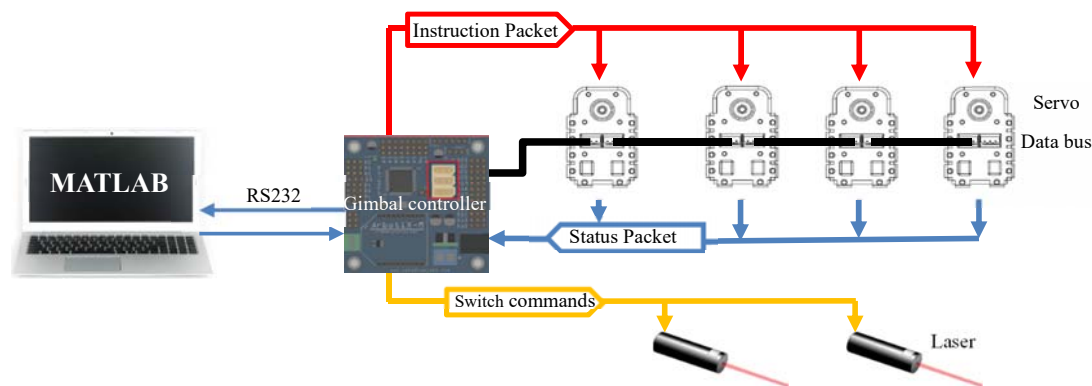 Instruction Packet
Servo
Data bus
MATLAB
RS232
Gimbal controller
Status Packet
Switch commands
Laser